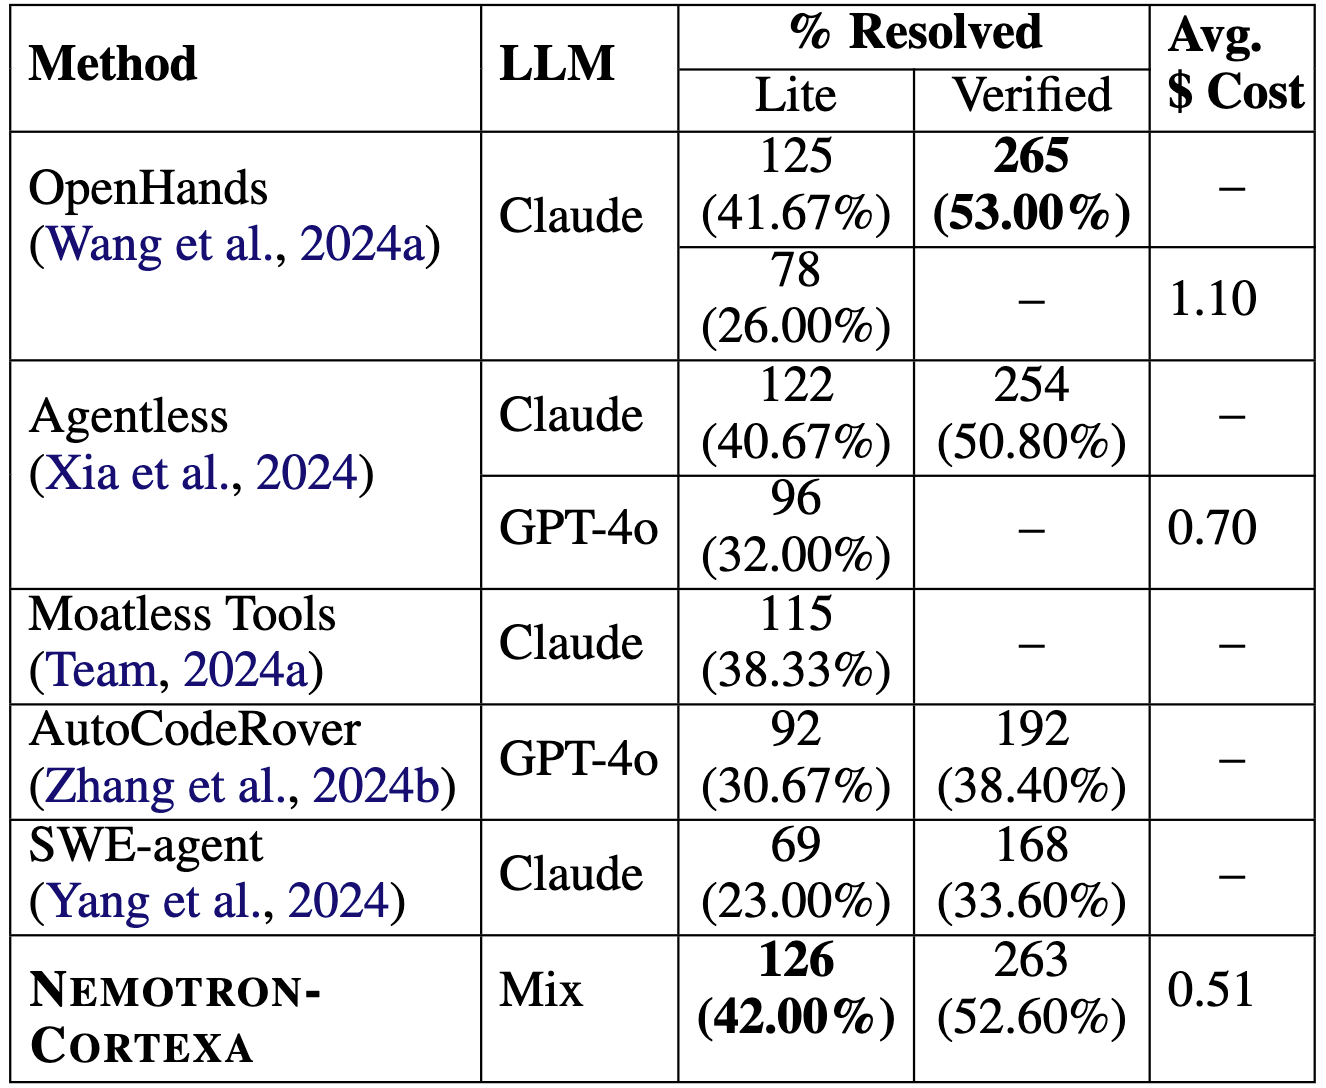 Method LLM % Resolved Avg. $ Cost
Lite Verified
OpenHands (Wang et al., 2024a) Claude 125 (41.67%) 265 (53.00%) –
78 (26.00%) – 1.10
Agentless (Xia et al., 2024) Claude 122 (40.67%) 254 (50.80%) –
GPT-4o 96 (32.00%) – 0.70
Moatless Tools (Team, 2024a) Claude 115 (38.33%) – –
AutoCodeRover (Zhang et al., 2024b) GPT-4o 92 (30.67%) 192 (38.40%) –
SWE-agent (Yang et al., 2024) Claude 69 (23.00%) 168 (33.60%) –
NEMOTRON-CORTEXA Mix 126 (42.00%) 263 (52.60%) 0.51